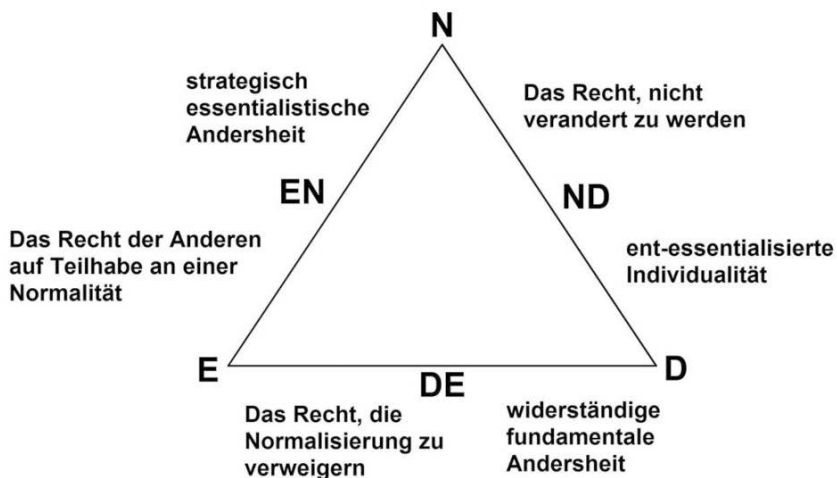 N
strategisch
essentialistische
Andersheit
Das Recht, nicht
verandert zu werden
EN
ND
Das Recht der Anderen
auf Teilhabe an einer
Normalität
ent-essentialisierte
Individualität
E
DE
D
Das Recht, die
Normalisierung zu
verweigern
widerständige
fundamentale
Andersheit